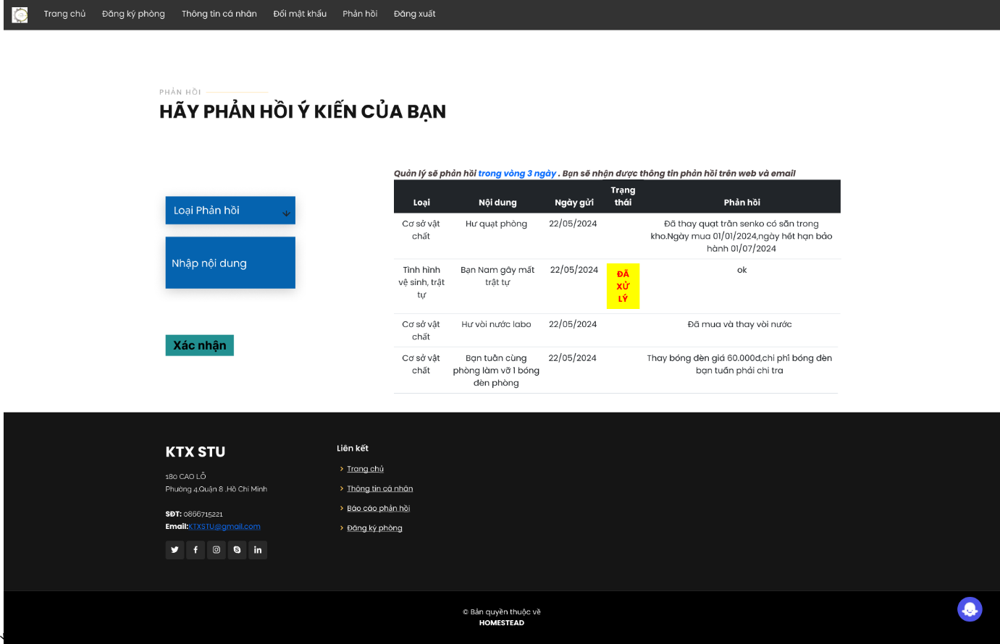 Trang chủ Đăng ký phòng Thông tin cá nhân Đổi mật khẩu Phản hồi Đăng xuất
PHẢN HỒI
HÃY PHẢN HỒI Ý KIẾN CỦA BẠN
Quản lý sẽ phản hồi trong vòng 3 ngày . Bạn sẽ nhận được thông tin phản hồi trên web và email
Loại Phản hồi
Nhập nội dung
Xác nhận
Loại Nội dung Ngày gửi Trạng
thái Phản hồi
Cơ sở vật
chất
Hư quạt phòng
22/05/2024
Đã thay quạt trần senko có sẵn trong
kho.Ngày mua 01/01/2024,ngày hết hạn bảo
hành 01/07/2024
Tình hình
vệ sinh, trật
tự
Bạn Nam gây mất
trật tự
22/05/2024
ĐÃ
XỬ
LÝ
ok
Cơ sở vật
chất
Hư vòi nước labo
22/05/2024
Đã mua và thay vòi nước
Cơ sở vật
chất
Bạn tuấn cùng
phòng làm vỡ 1 bóng
đèn phòng
22/05/2024
Thay bóng đèn giá 60.000đ,chi phí bóng đèn
bạn tuấn phải chi tra
KTX STU
180 CAO LỖ
Phường 4,Quận 8 ,Hồ Chí Minh
SĐT: 0866715221
Email:KTXSTU@gmail.com
Liên kết
Trang chủ
Thông tin cá nhân
Báo cáo phản hồi
Đăng ký phòng
© Bản quyền thuộc về
HOMESTEAD